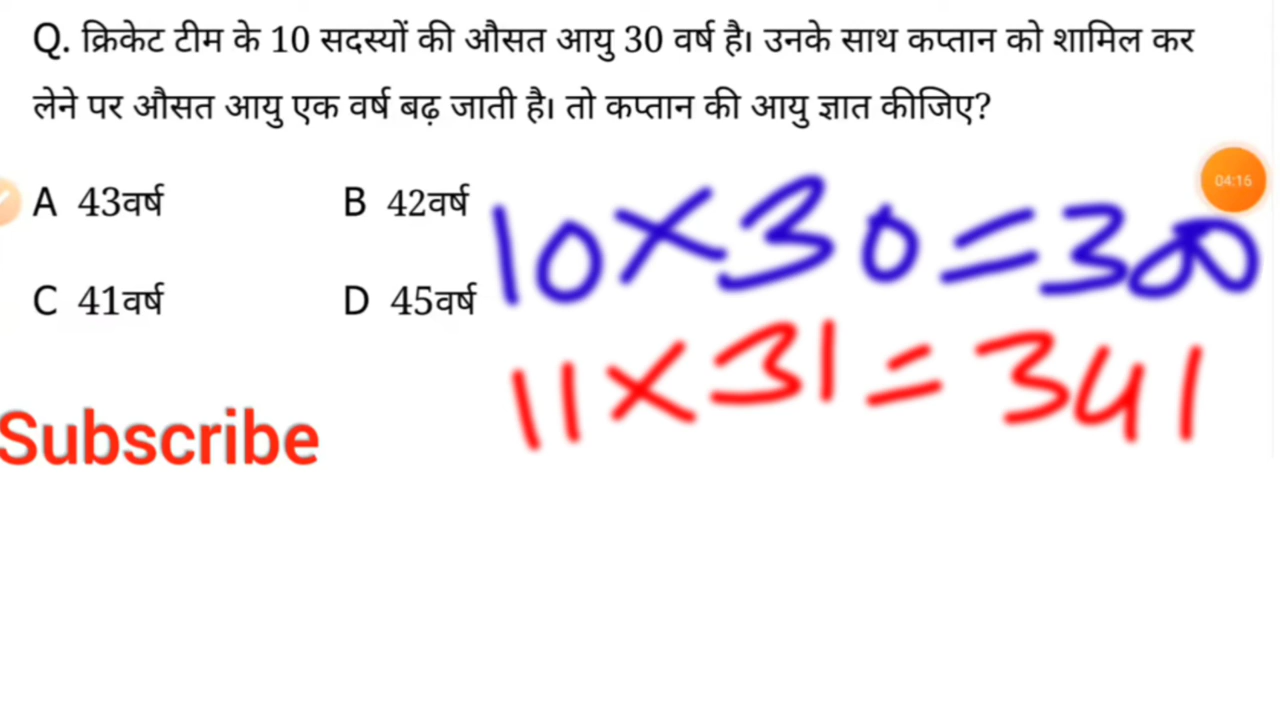 Q. क्रिकेट टीम के 10 सदस्यों की औसत आयु 30 वर्ष है। उनके साथ कप्तान को शामिल कर
लेने पर औसत आयु एक वर्ष बढ़ जाती है। तो कप्तान की आयु ज्ञात कीजिए?
04:16
A 43वर्ष B 42वर्ष
10×30=300
C 41वर्ष D 45वर्ष
11×31=341
Subscribe